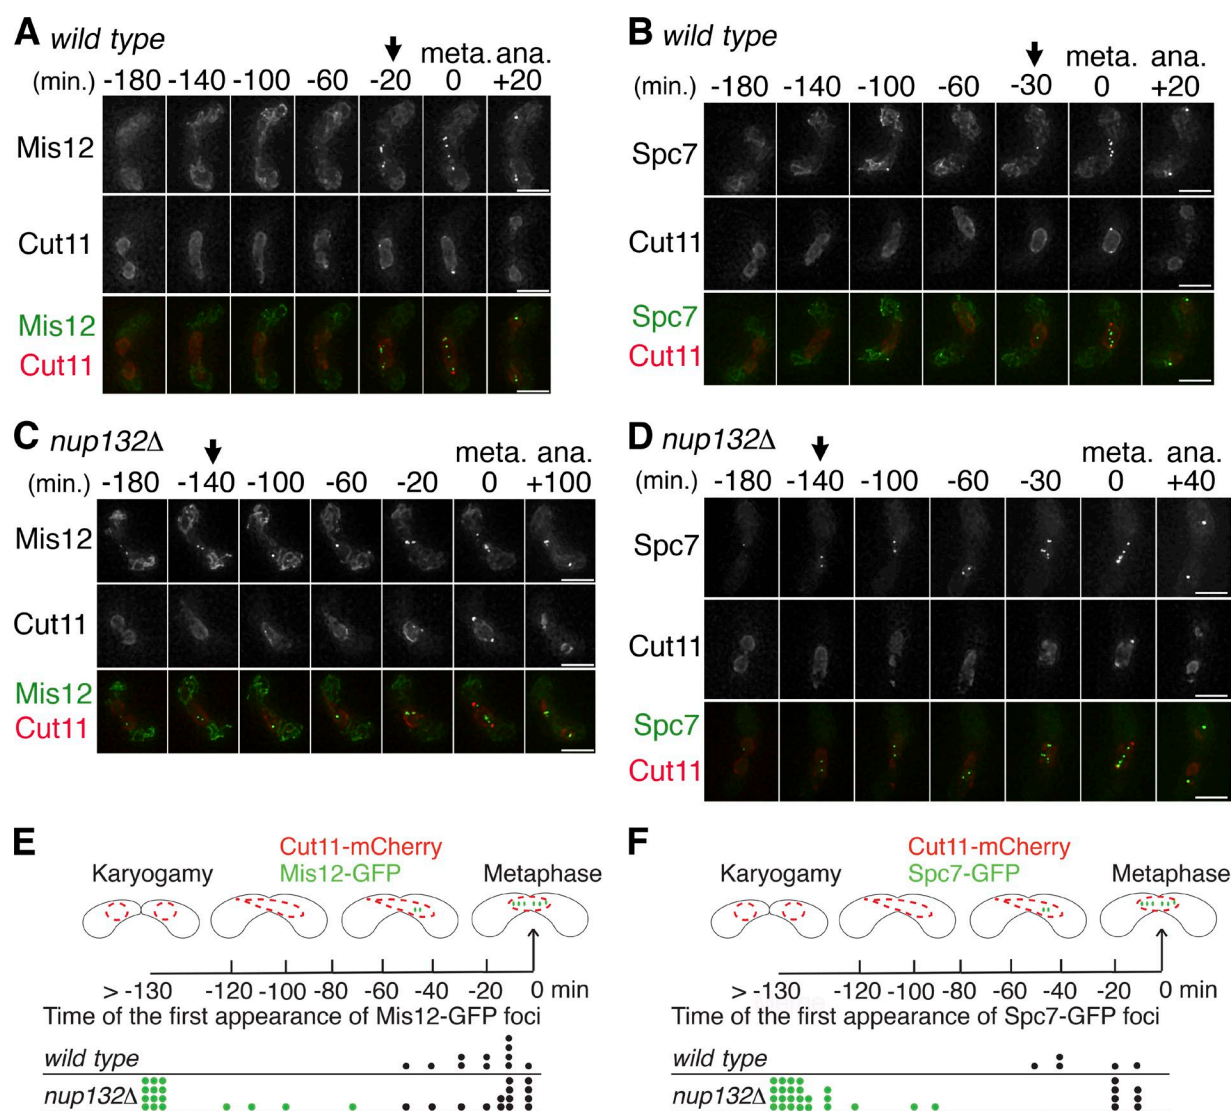 A wild type
meta. ana.
(min.) -180 -140 -100 -60 -20 0 +20
Mis12
Cut11
Mis12
Cut11
B wild type
meta. ana.
(min.) -180 -140 -100 -60 -30 0 +20
Spc7
Cut11
Spc7
Cut11
C nup132Δ
meta. ana.
(min.) -180 -140 -100 -60 -20 0 +100
Mis12
Cut11
Mis12
Cut11
D nup132Δ
meta. ana.
(min.) -180 -140 -100 -60 -30 0 +40
Spc7
Cut11
Spc7
Cut11
E
Cut11-mCherry
Karyogamy Mis12-GFP Metaphase
> -130 -120 -100 -80 -60 -40 -20 0 min
Time of the first appearance of Mis12-GFP foci
wild type
nup132Δ
F
Cut11-mCherry
Karyogamy Spc7-GFP Metaphase
> -130 -120 -100 -80 -60 -40 -20 0 min
Time of the first appearance of Spc7-GFP foci
wild type
nup132Δ